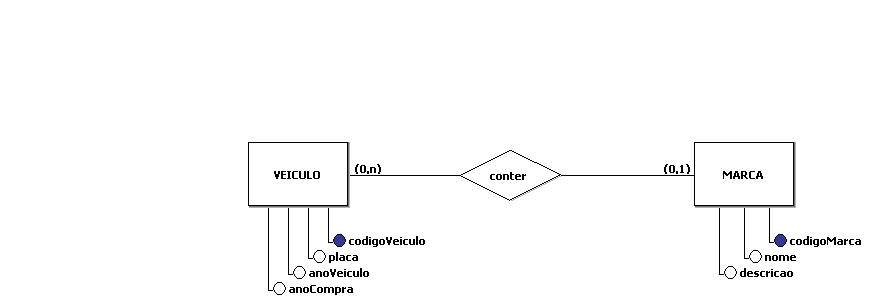 (0,n)
(0,1)
VEICULO
conter
MARCA
codigoVeiculo
codigoMarca
placa
nome
anoVeiculo
descricao
anoCompra